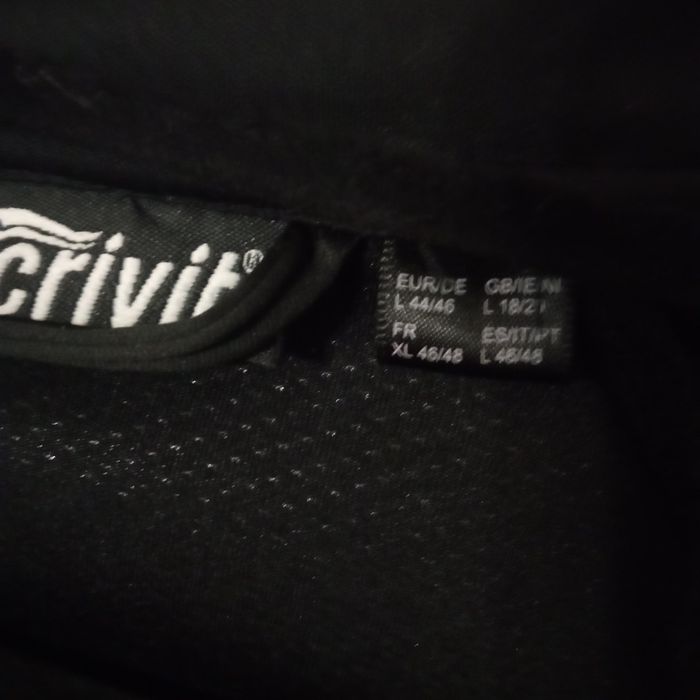 crivit®
EUR/DE GB/IE/NI
L 44/46 L 18/20
FR ES/IT/PT
XL 46/48 L 46/48